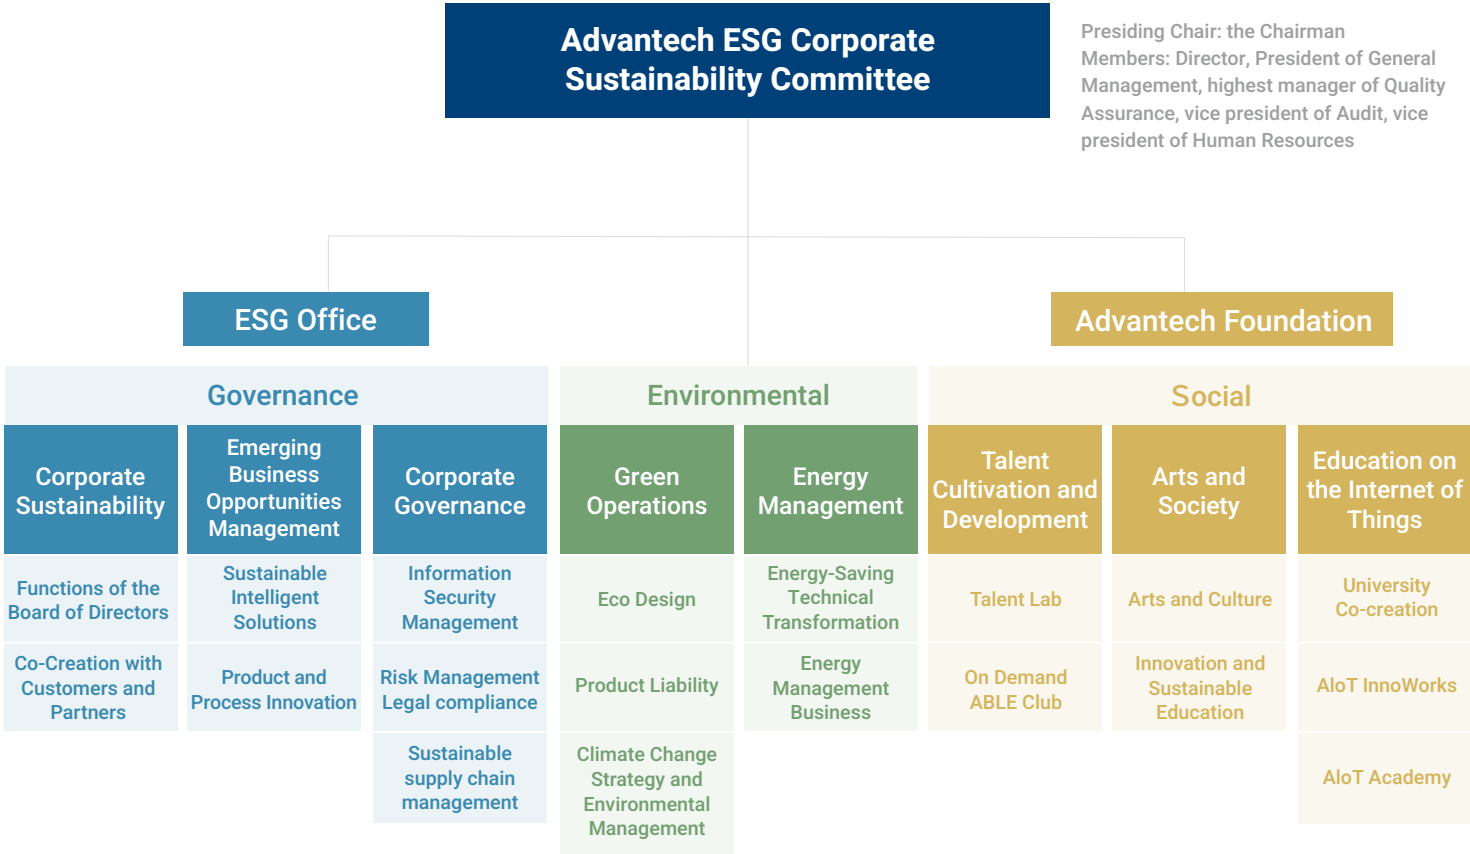 Advantech ESG Corporate
Sustainability Committee
Presiding Chair: the Chairman
Members: Director, President of General
Management, highest manager of Quality
Assurance, vice president of Audit, vice
president of Human Resources
ESG Office
Advantech Foundation
Governance
Environmental
Social
Corporate
Sustainability
Emerging
Business
Opportunities
Management
Corporate
Governance
Green
Operations
Energy
Management
Talent
Cultivation and
Development
Arts and
Society
Education on
the Internet of
Things
Functions of the
Board of Directors
Sustainable
Intelligent
Solutions
Information
Security
Management
Eco Design
Energy-Saving
Technical
Transformation
Talent Lab
Arts and Culture
University
Co-creation
Co-Creation with
Customers and
Partners
Product and
Process Innovation
Risk Management
Legal compliance
Product Liability
Energy
Management
Business
On Demand
ABLE Club
Innovation and
Sustainable
Education
AIoT InnoWorks
Sustainable
supply chain
management
Climate Change
Strategy and
Environmental
Management
AIoT Academy